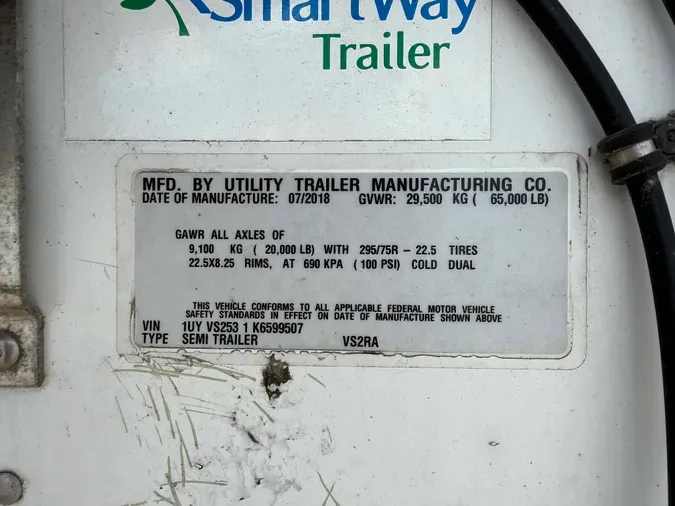 SmartWay
Trailer
MFD. BY UTILITY TRAILER MANUFACTURING CO.
DATE OF MANUFACTURE: 07/2018 GVWR: 29,500 KG ( 65,000 LB)
GAWR ALL AXLES OF
9,100 KG ( 20,000 LB) WITH 295/75R - 22.5 TIRES
22.5X8.25 RIMS, AT 690 KPA ( 100 PSI) COLD DUAL
THIS VEHICLE CONFORMS TO ALL APPLICABLE FEDERAL MOTOR VEHICLE
SAFETY STANDARDS IN EFFECT ON DATE OF MANUFACTURE SHOWN ABOVE
VIN 1UY VS253 1 K6599507
TYPE SEMI TRAILER VS2RA